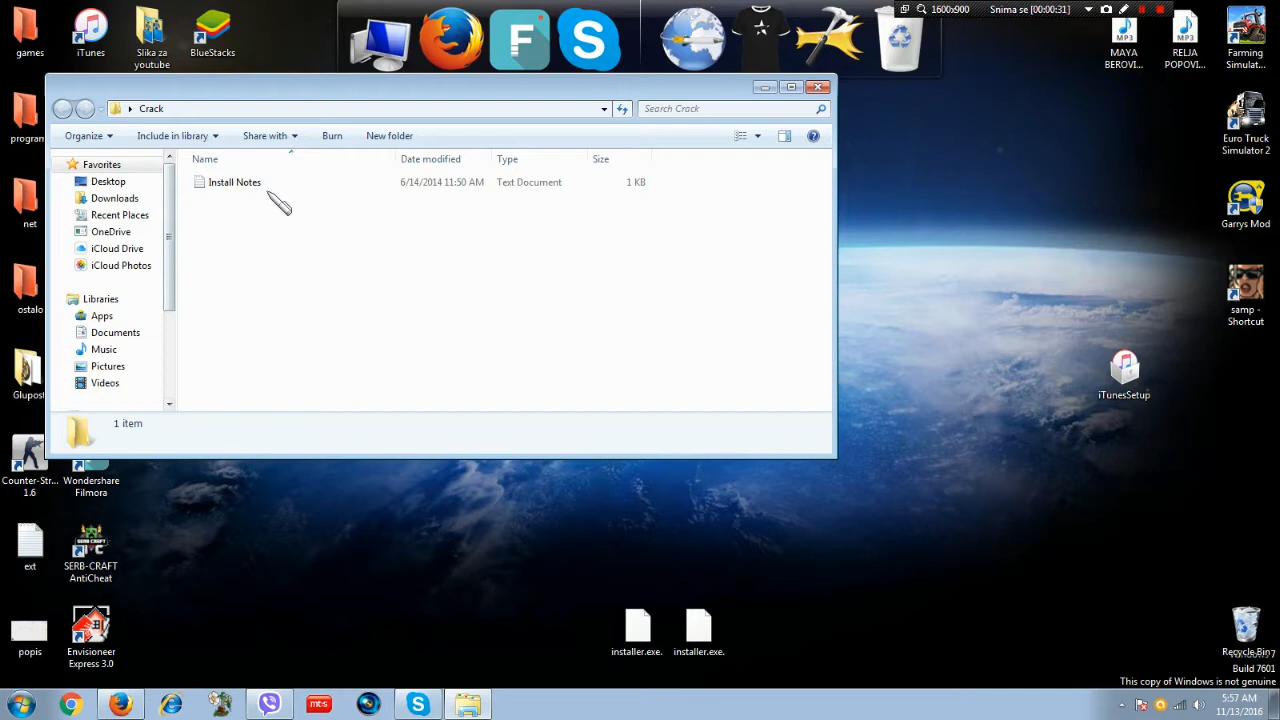 games
iTunes
Slika za
youtube
BlueStacks
1600x900
Snima se [00:00:31]
MAYA
BEROVI...
RELJA
POPOVI...
Farming
Simulat...
Crack
Search Crack
Organize
Include in library
Share with
Burn
New folder
Name
Date modified
Type
Size
Install Notes
6/14/2014 11:50 AM
Text Document
1 KB
Favorites
Desktop
Downloads
Recent Places
OneDrive
iCloud Drive
iCloud Photos
Libraries
Apps
Documents
Music
Pictures
Videos
1 item
program
net
ostalo
Glupost
Counter-Str...
1.6
Wondershare
Filmora
ext
SERB-CRAFT
AntiCheat
popis
Envisioneer
Express 3.0
installer.exe.
installer.exe.
Euro Truck
Simulator 2
Garrys Mod
samp -
Shortcut
iTunesSetup
Recycle Bin
Build 7601
This copy of Windows is not genuine
mt:s
5:57 AM
11/13/2016